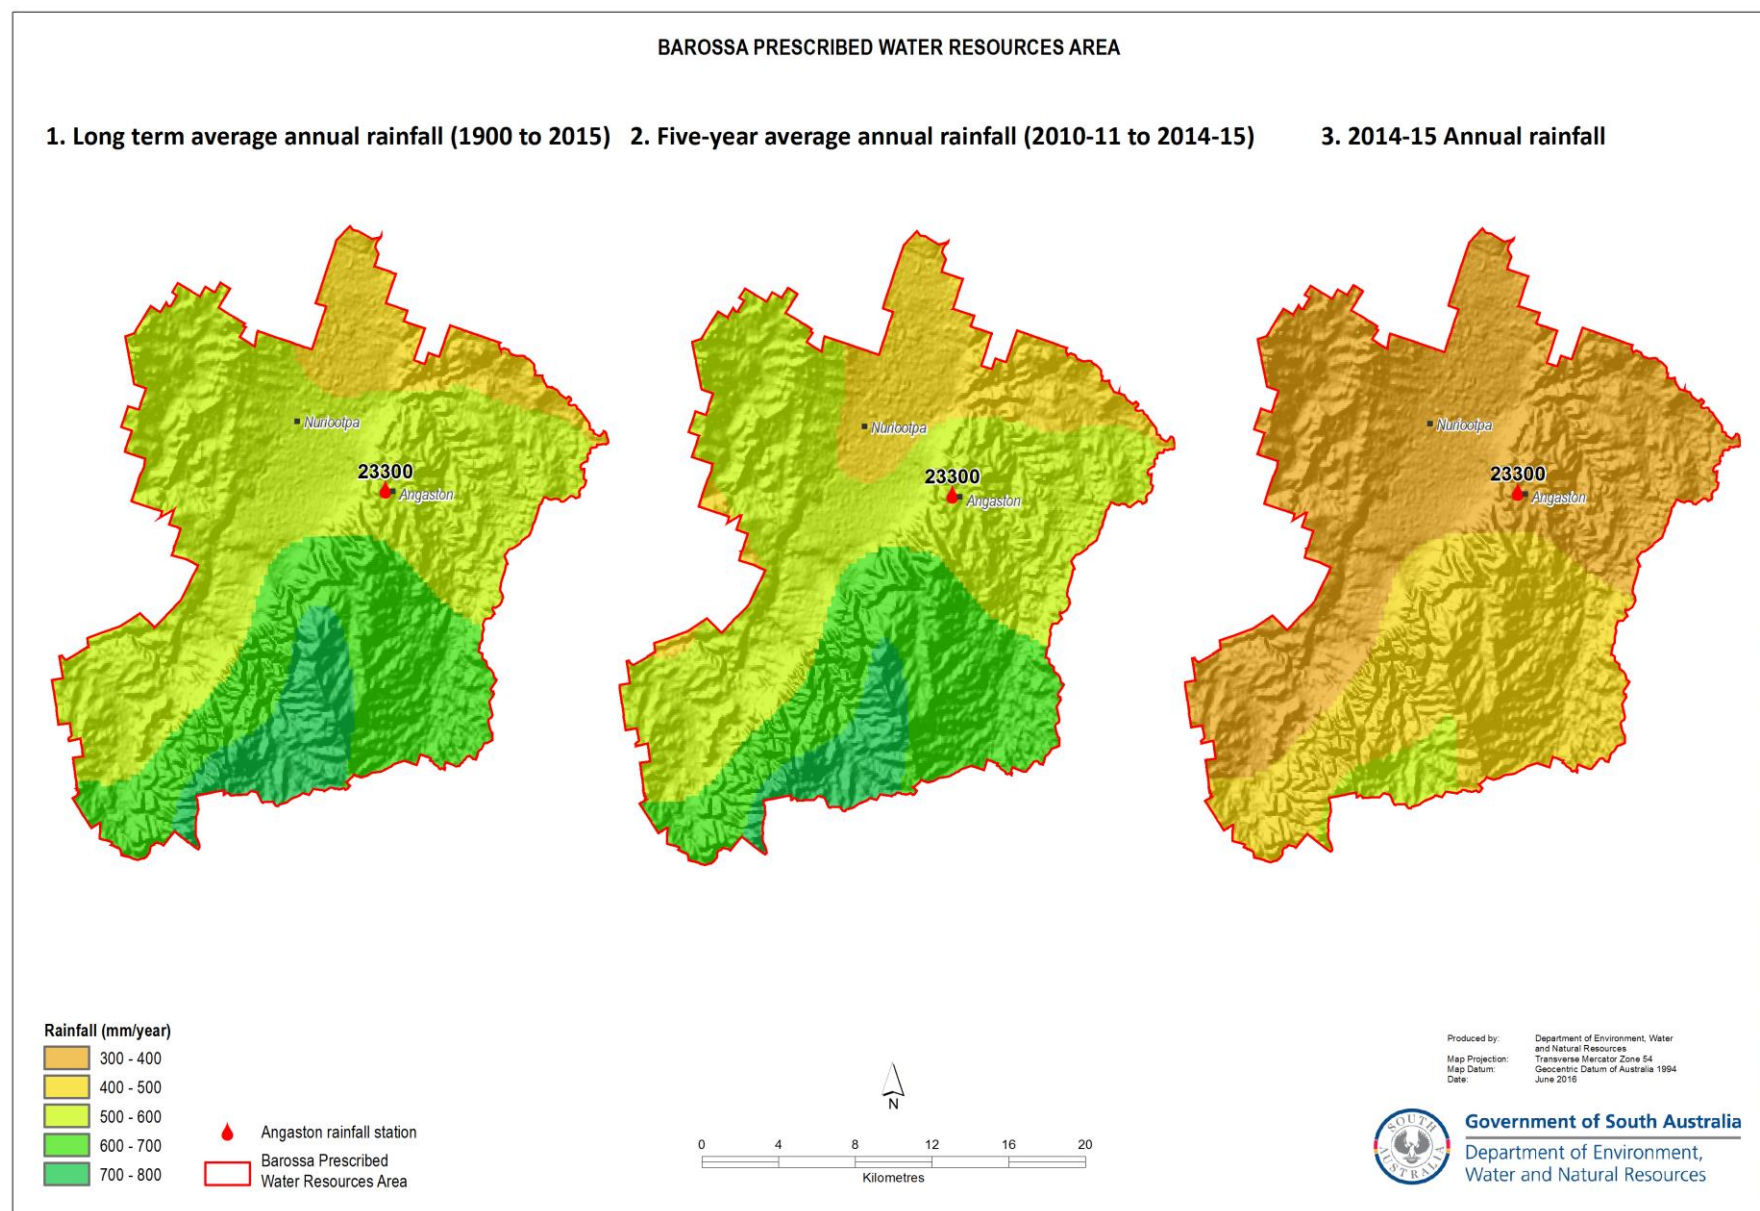 BAROSSA PRESCRIBED WATER RESOURCES AREA
1. Long term average annual rainfall (1900 to 2015)
2. Five-year average annual rainfall (2010-11 to 2014-15)
3. 2014-15 Annual rainfall
Nuriootpa
23300
Angaston
Nuriootpa
23300
Angaston
Nuriootpa
23300
Angaston
Rainfall (mm/year)
300 - 400
400 - 500
500 - 600
600 - 700
700 - 800
Angaston rainfall station
Barossa Prescribed
Water Resources Area
N
0 4 8 12 16 20
Kilometres
Produced by: Department of Environment, Water
and Natural Resources
Map Projection: Transverse Mercator Zone 54
Map Datum: Geocentric Datum of Australia 1994
Date: June 2016
SOUTH
AUSTRALIA
Government of South Australia
Department of Environment,
Water and Natural Resources